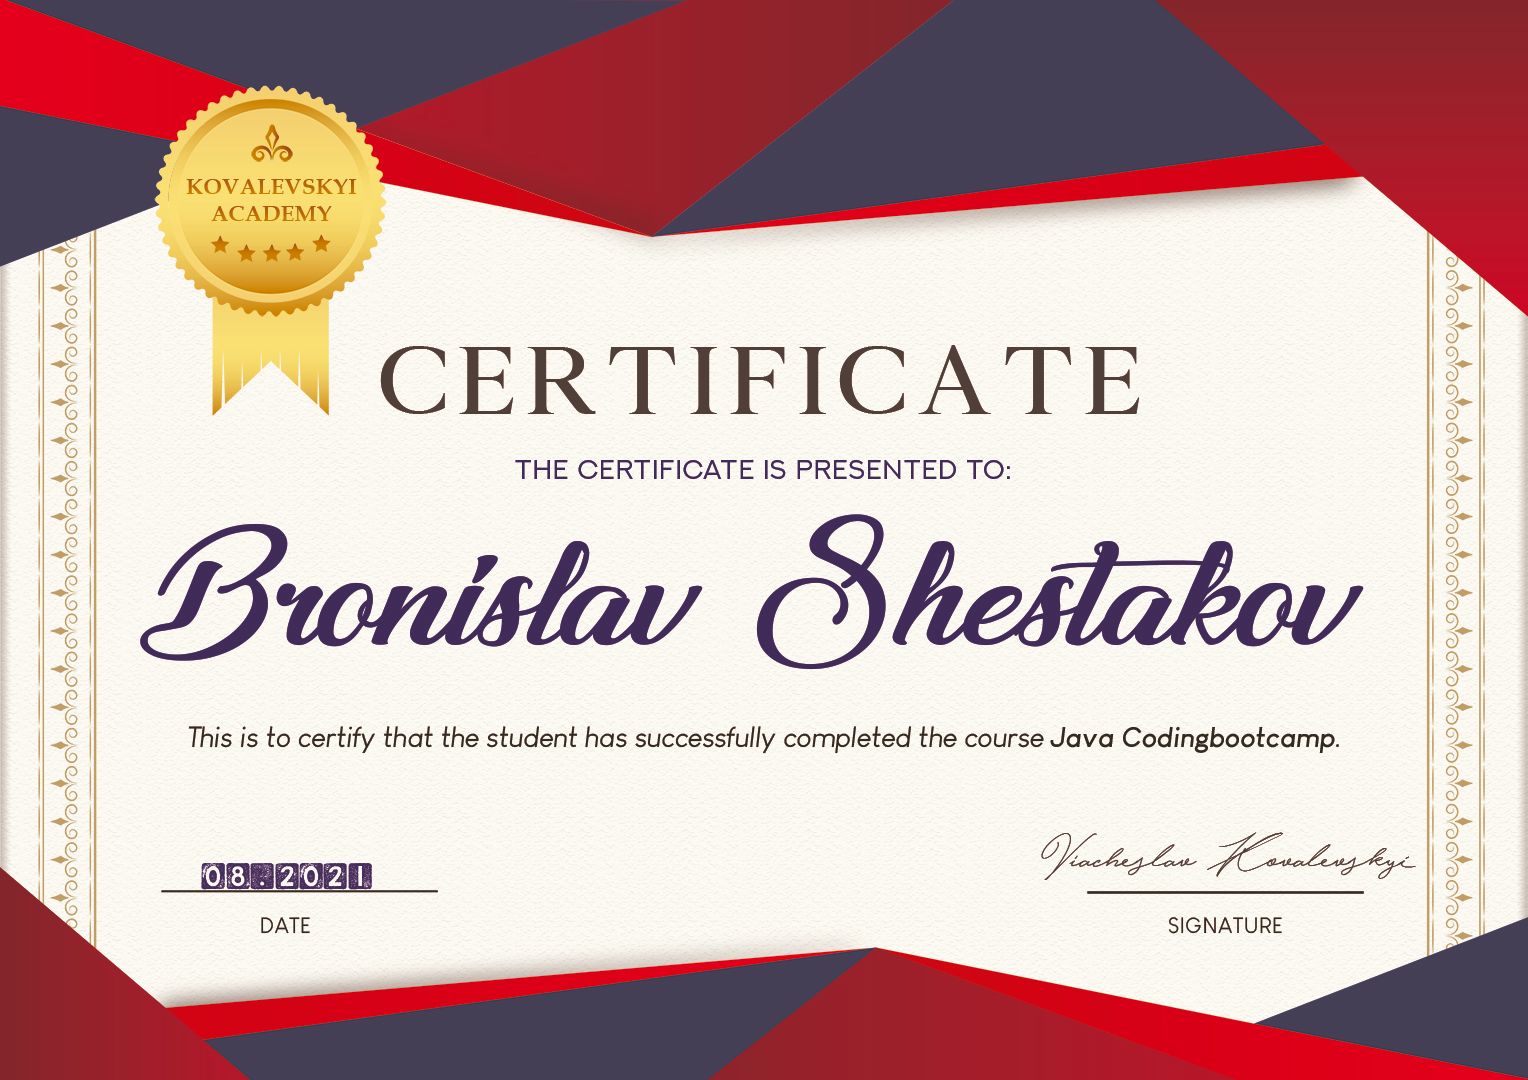 KOVALEVSKYI
ACADEMY
CERTIFICATE
THE CERTIFICATE IS PRESENTED TO:
Bronislav Shestakov
This is to certify that the student has successfully completed the course Java Codingbootcamp.
08.2021
DATE
Viacheslav Kovalevskyi
SIGNATURE